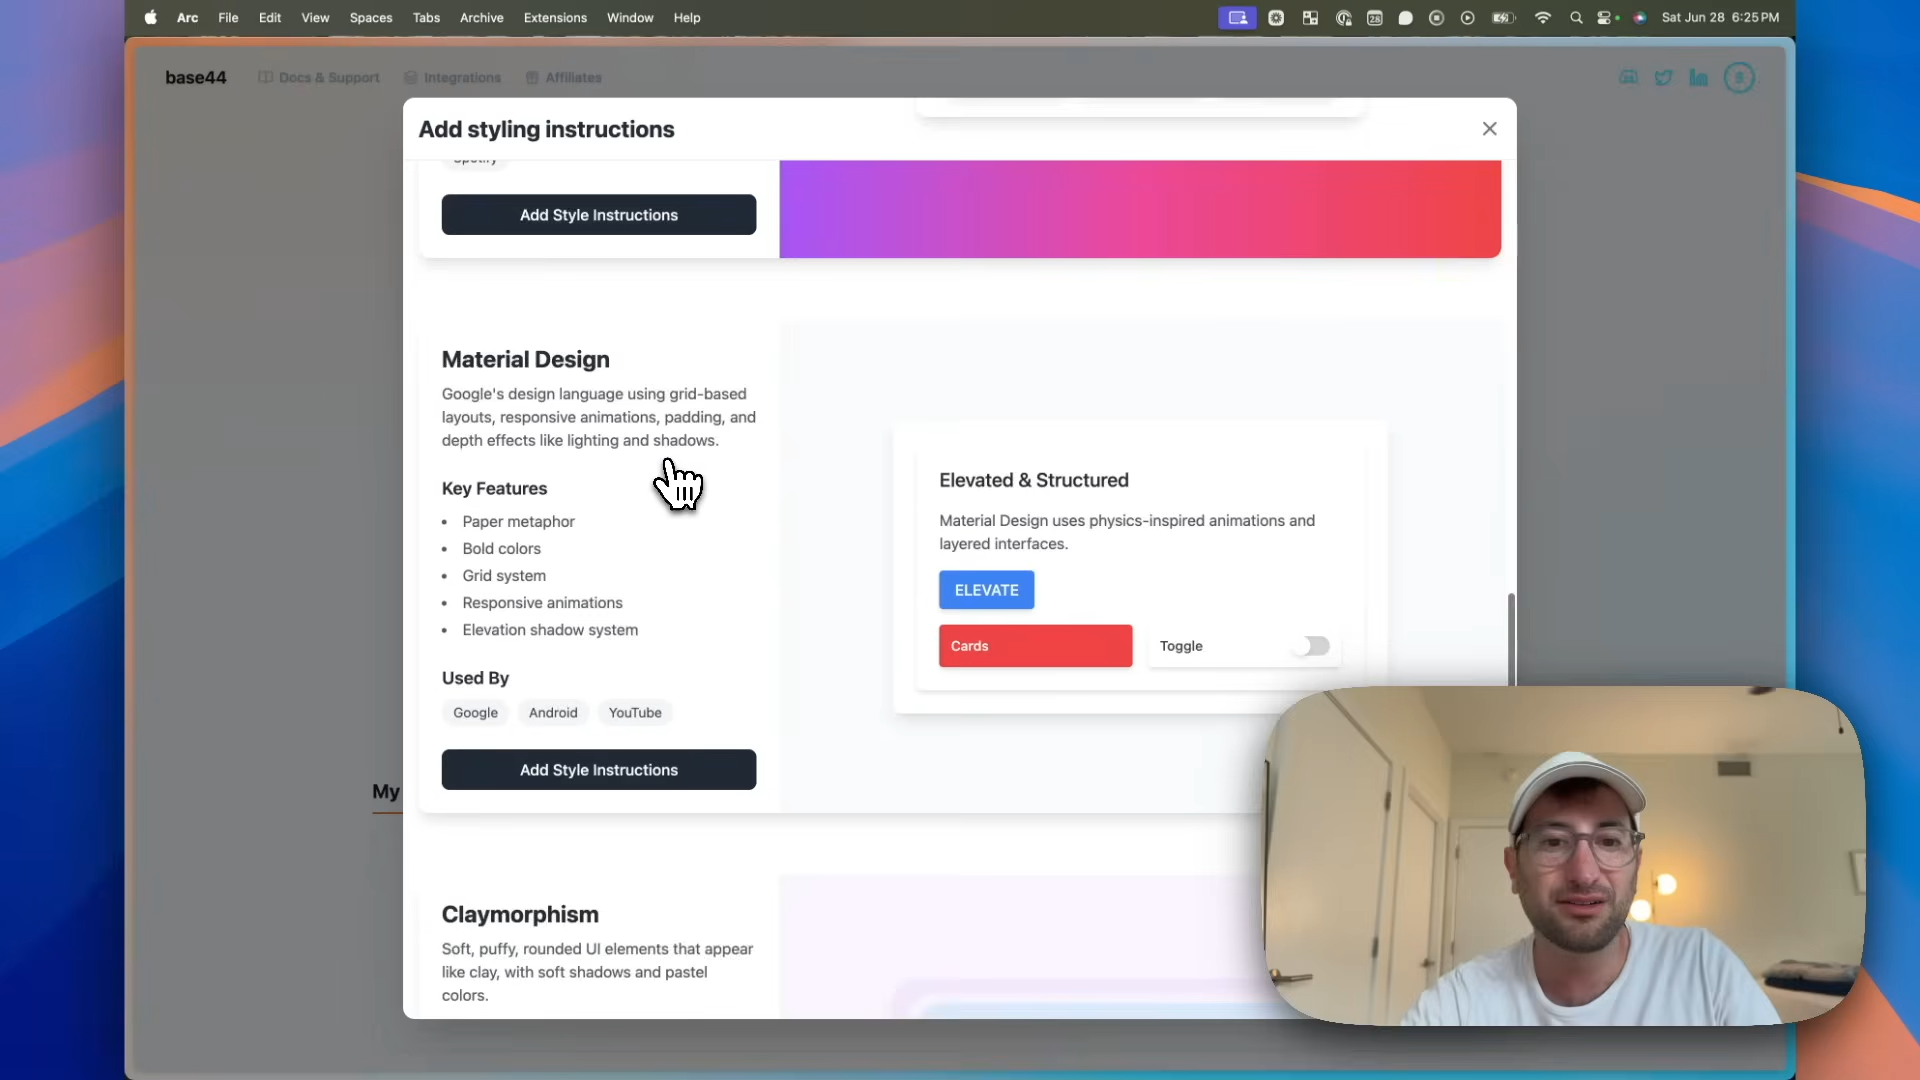 Arc File Edit View Spaces Tabs Archive Extensions Window Help
28
Sat Jun 28 6:25 PM
base44 Docs & Support Integrations Affiliates
Add styling instructions
Spotify
Add Style Instructions
Material Design
Google's design language using grid-based
layouts, responsive animations, padding, and
depth effects like lighting and shadows.
Key Features
• Paper metaphor
• Bold colors
• Grid system
• Responsive animations
• Elevation shadow system
Used By
Google Android YouTube
Add Style Instructions
Elevated & Structured
Material Design uses physics-inspired animations and
layered interfaces.
ELEVATE
Cards
Toggle
My
Claymorphism
Soft, puffy, rounded UI elements that appear
like clay, with soft shadows and pastel
colors.